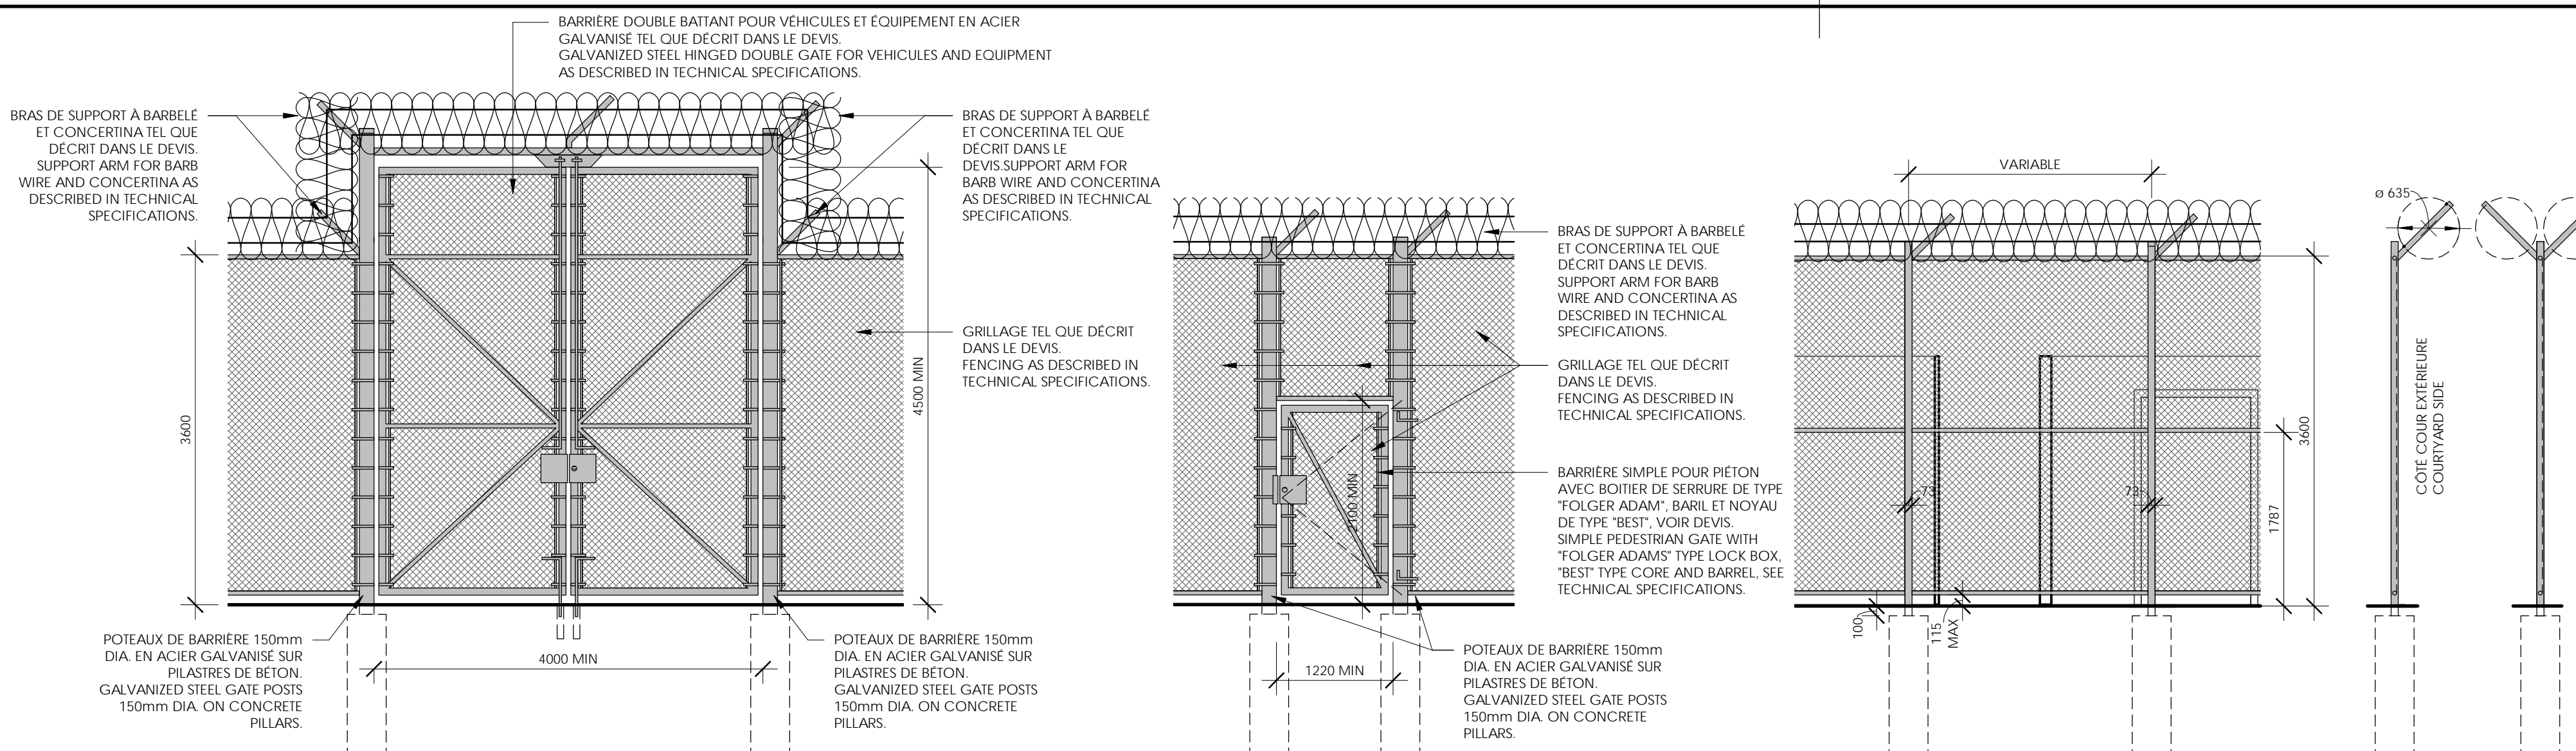 BARRIÈRE DOUBLE BATTANT POUR VÉHICULES ET ÉQUIPEMENT EN ACIER
GALVANISÉ TEL QUE DÉCRIT DANS LE DEVIS.
GALVANIZED STEEL HINGED DOUBLE GATE FOR VEHICULES AND EQUIPMENT
AS DESCRIBED IN TECHNICAL SPECIFICATIONS.
BRAS DE SUPPORT À BARBELÉ
ET CONCERTINA TEL QUE
DÉCRIT DANS LE DEVIS.
SUPPORT ARM FOR BARB
WIRE AND CONCERTINA AS
DESCRIBED IN TECHNICAL
SPECIFICATIONS.
BRAS DE SUPPORT À BARBELÉ
ET CONCERTINA TEL QUE
DÉCRIT DANS LE
DEVIS.SUPPORT ARM FOR
BARB WIRE AND CONCERTINA
AS DESCRIBED IN TECHNICAL
SPECIFICATIONS.
3600
4500 MIN
GRILLAGE TEL QUE DÉCRIT
DANS LE DEVIS.
FENCING AS DESCRIBED IN
TECHNICAL SPECIFICATIONS.
POTEAUX DE BARRIÈRE 150mm
DIA. EN ACIER GALVANISÉ SUR
PILASTRES DE BÉTON.
GALVANIZED STEEL GATE POSTS
150mm DIA. ON CONCRETE
PILLARS.
4000 MIN
POTEAUX DE BARRIÈRE 150mm
DIA. EN ACIER GALVANISÉ SUR
PILASTRES DE BÉTON.
GALVANIZED STEEL GATE POSTS
150mm DIA. ON CONCRETE
PILLARS.
BRAS DE SUPPORT À BARBELÉ
ET CONCERTINA TEL QUE
DÉCRIT DANS LE DEVIS.
SUPPORT ARM FOR BARB
WIRE AND CONCERTINA AS
DESCRIBED IN TECHNICAL
SPECIFICATIONS.
GRILLAGE TEL QUE DÉCRIT
DANS LE DEVIS.
FENCING AS DESCRIBED IN
TECHNICAL SPECIFICATIONS.
2100 MIN
BARRIÈRE SIMPLE POUR PIÉTON
AVEC BOITIER DE SERRURE DE TYPE
"FOLGER ADAM", BARIL ET NOYAU
DE TYPE "BEST", VOIR DEVIS.
SIMPLE PEDESTRIAN GATE WITH
"FOLGER ADAMS" TYPE LOCK BOX,
"BEST" TYPE CORE AND BARREL, SEE
TECHNICAL SPECIFICATIONS.
1220 MIN
POTEAUX DE BARRIÈRE 150mm
DIA. EN ACIER GALVANISÉ SUR
PILASTRES DE BÉTON.
GALVANIZED STEEL GATE POSTS
150mm DIA. ON CONCRETE
PILLARS.
VARIABLE
73
73
3600
1787
100
115
MAX
Ø 635
CÔTÉ COUR EXTÉRIEURE
COURTYARD SIDE